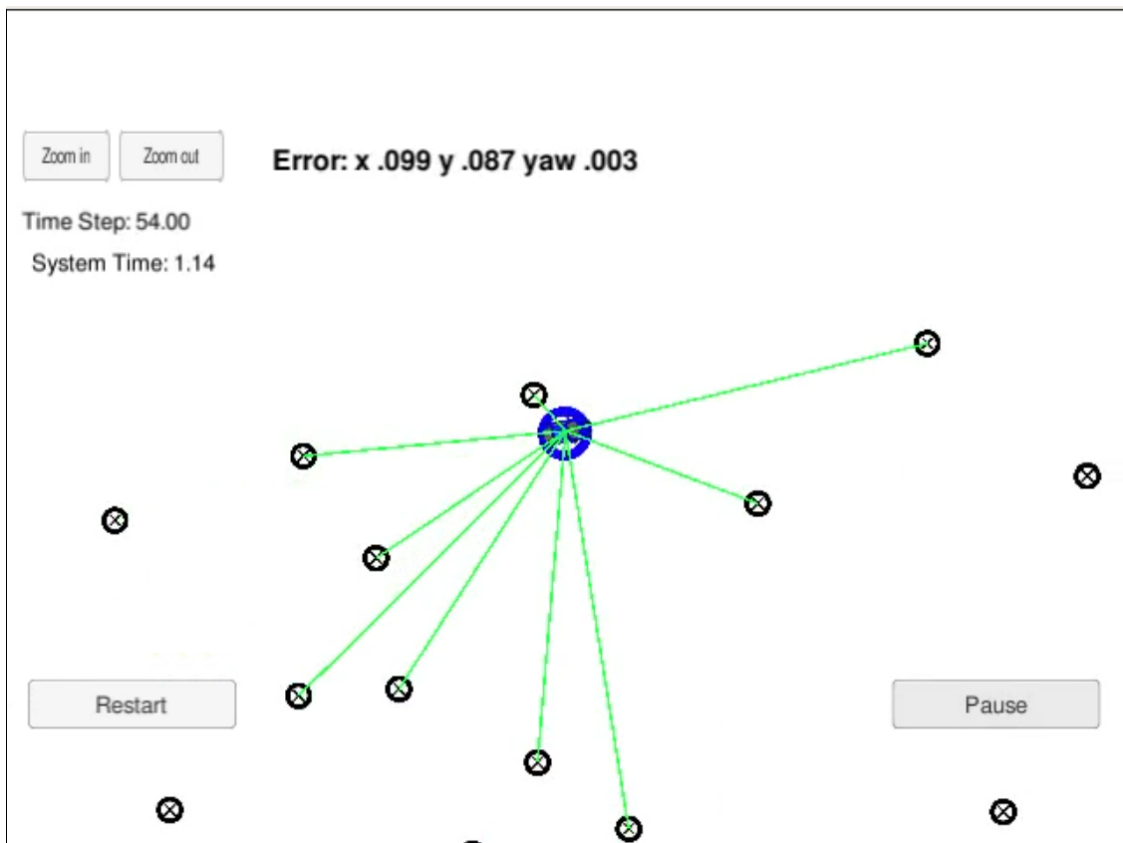 Zoom in Zoom out
Error: x .099 y .087 yaw .003
Time Step: 54.00
System Time: 1.14
Restart
Pause